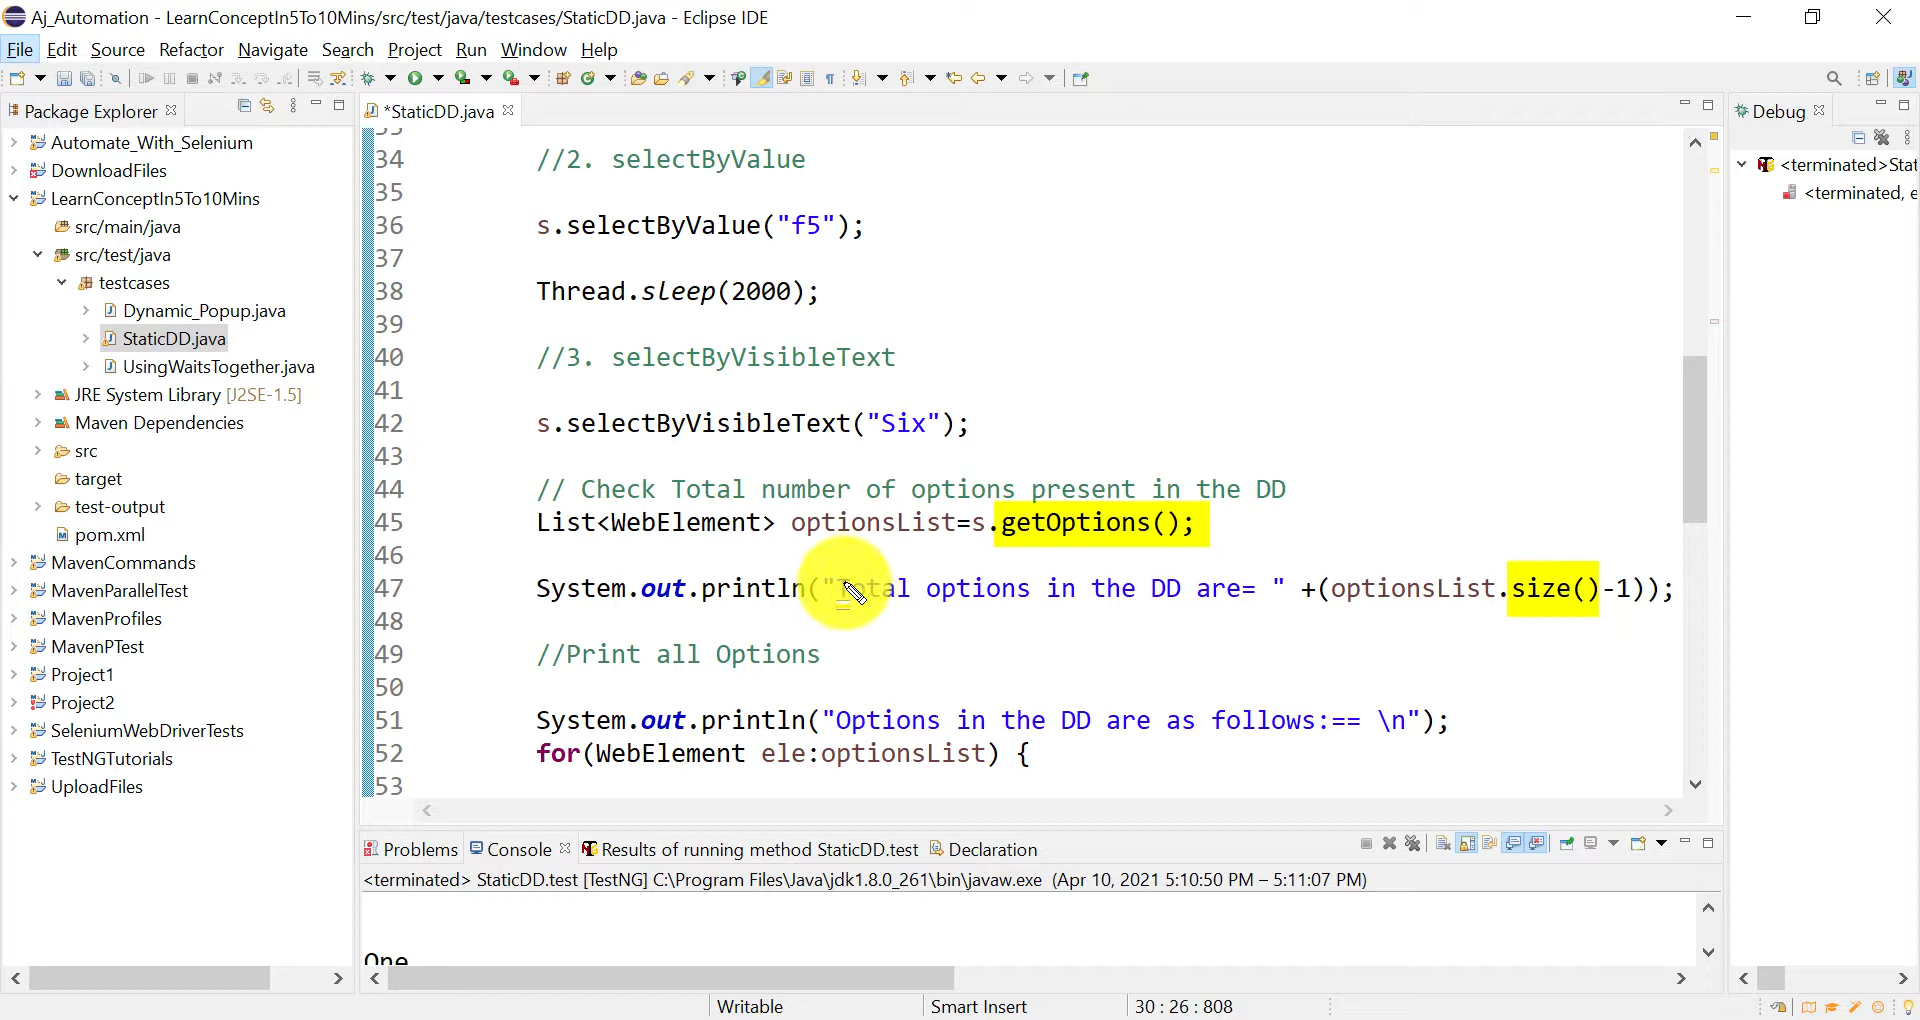 Aj_Automation - LearnConceptIn5To10Mins/src/test/java/testcases/StaticDD.java - Eclipse IDE
File Edit Source Refactor Navigate Search Project Run Window Help
Package Explorer
Automate_With_Selenium
DownloadFiles
LearnConceptIn5To10Mins
src/main/java
src/test/java
testcases
Dynamic_Popup.java
StaticDD.java
UsingWaitsTogether.java
JRE System Library [J2SE-1.5]
Maven Dependencies
src
target
test-output
pom.xml
MavenCommands
MavenParallelTest
MavenProfiles
MavenPTest
Project1
Project2
SeleniumWebDriverTests
TestNGTutorials
UploadFiles
*StaticDD.java
33
34 //2. selectByValue
35
36 s.selectByValue("f5");
37
38 Thread.sleep(2000);
39
40 //3. selectByVisibleText
41
42 s.selectByVisibleText("Six");
43
44 // Check Total number of options present in the DD
45 List<WebElement> optionsList=s.getOptions();
46
47 System.out.println("Total options in the DD are= " +(optionsList.size()-1));
48
49 //Print all Options
50
51 System.out.println("Options in the DD are as follows:== \n");
52 for(WebElement ele:optionsList) {
53
Problems Console Results of running method StaticDD.test Declaration
<terminated> StaticDD.test [TestNG] C:\Program Files\Java\jdk1.8.0_261\bin\javaw.exe (Apr 10, 2021 5:10:50 PM – 5:11:07 PM)
One
Debug
<terminated>Stat
<terminated, e
Writable Smart Insert 30 : 26 : 808